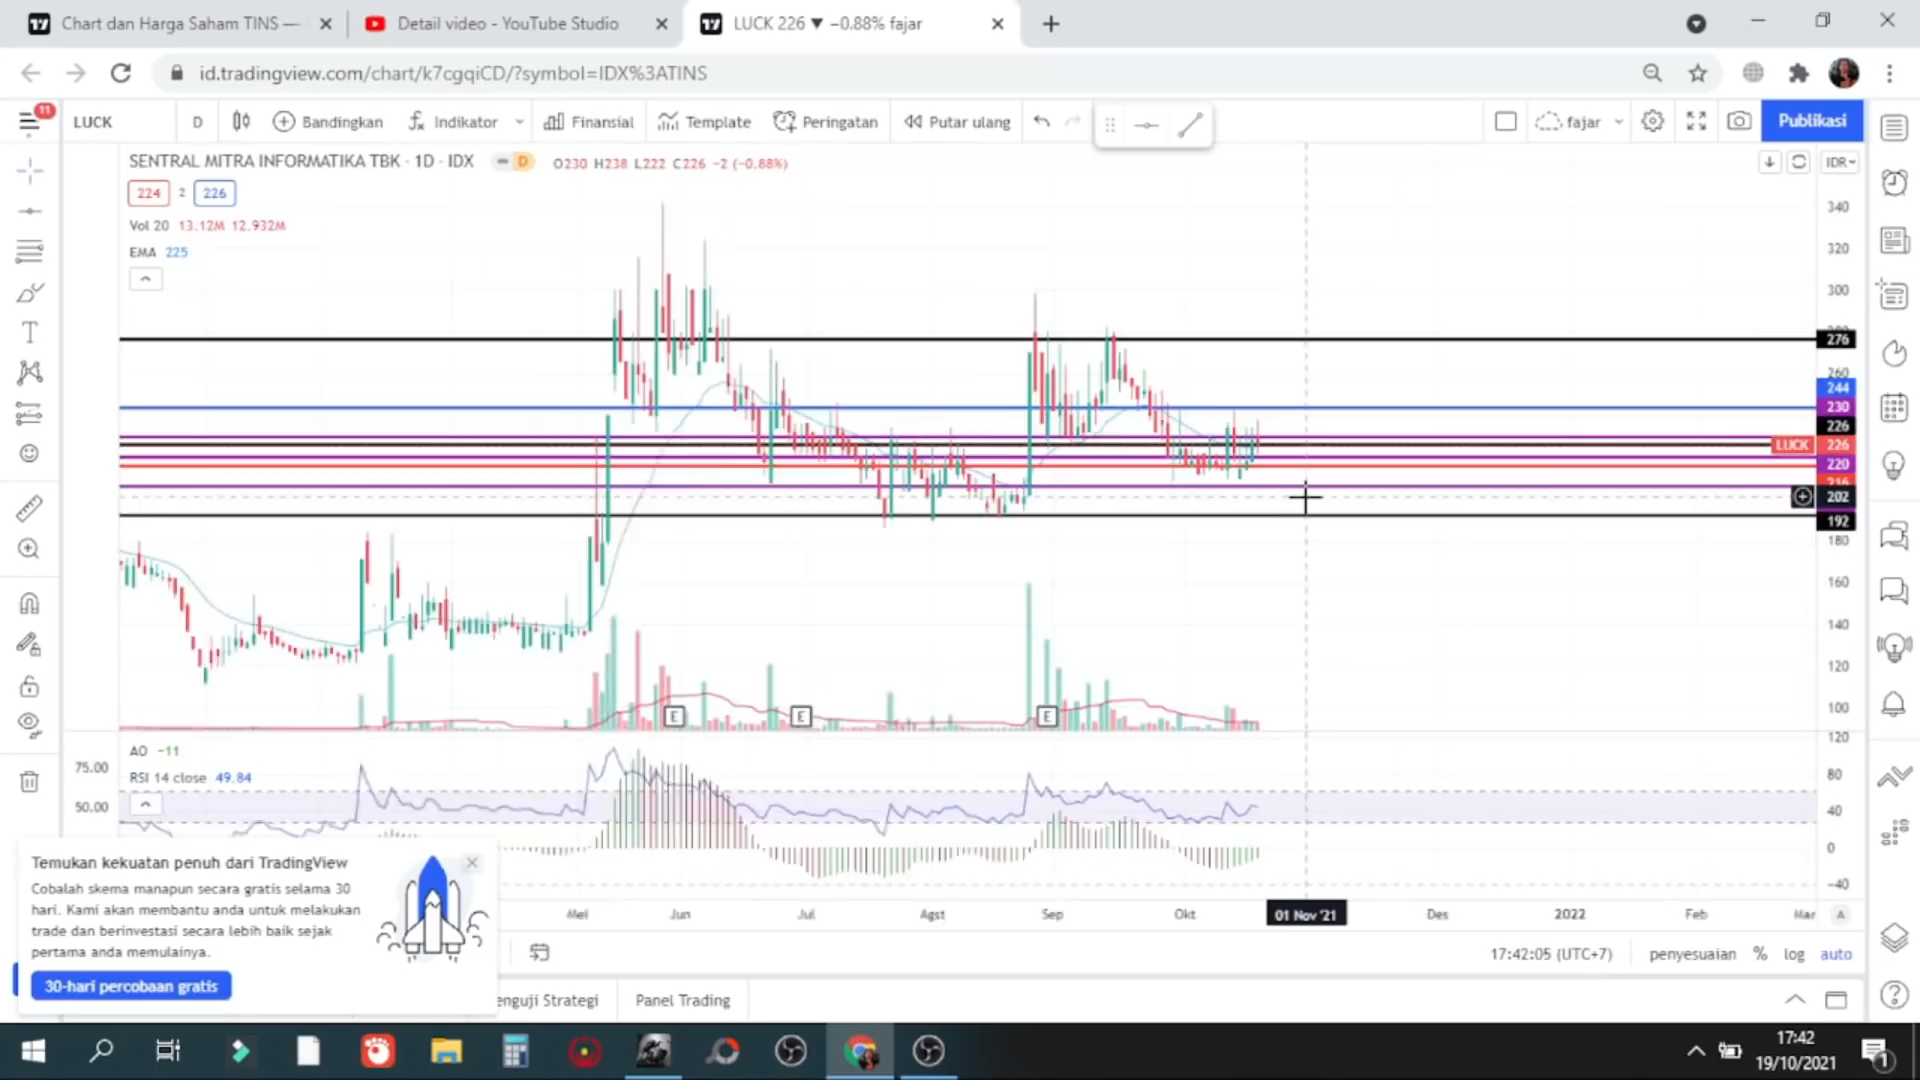 Chart dan Harga Saham TINS —
Detail video - YouTube Studio
LUCK 226 ▼ −0.88% fajar
id.tradingview.com/chart/k7cgqiCD/?symbol=IDX%3ATINS
11
LUCK
D
Bandingkan
Indikator
Finansial
Template
Peringatan
Putar ulang
fajar
Publikasi
SENTRAL MITRA INFORMATIKA TBK · 1D · IDX
D
O230 H238 L222 C226 −2 (−0.88%)
IDR
224
2
226
Vol 20 13.12M 12.932M
EMA 225
340
320
300
276
260
244
230
226
LUCK 226
220
216
202
192
180
160
140
120
100
E
E
E
AO −11
RSI 14 close 49.84
75.00
50.00
120
80
40
0
−40
Mei
Jun
Jul
Agst
Sep
Okt
01 Nov '21
Des
2022
Feb
Mar
A
Temukan kekuatan penuh dari TradingView
Cobalah skema manapun secara gratis selama 30
hari. Kami akan membantu anda untuk melakukan
trade dan berinvestasi secara lebih baik sejak
pertama anda memulainya.
30-hari percobaan gratis
17:42:05 (UTC+7)
penyesuaian
%
log
auto
enguji Strategi
Panel Trading
17:42
19/10/2021
1